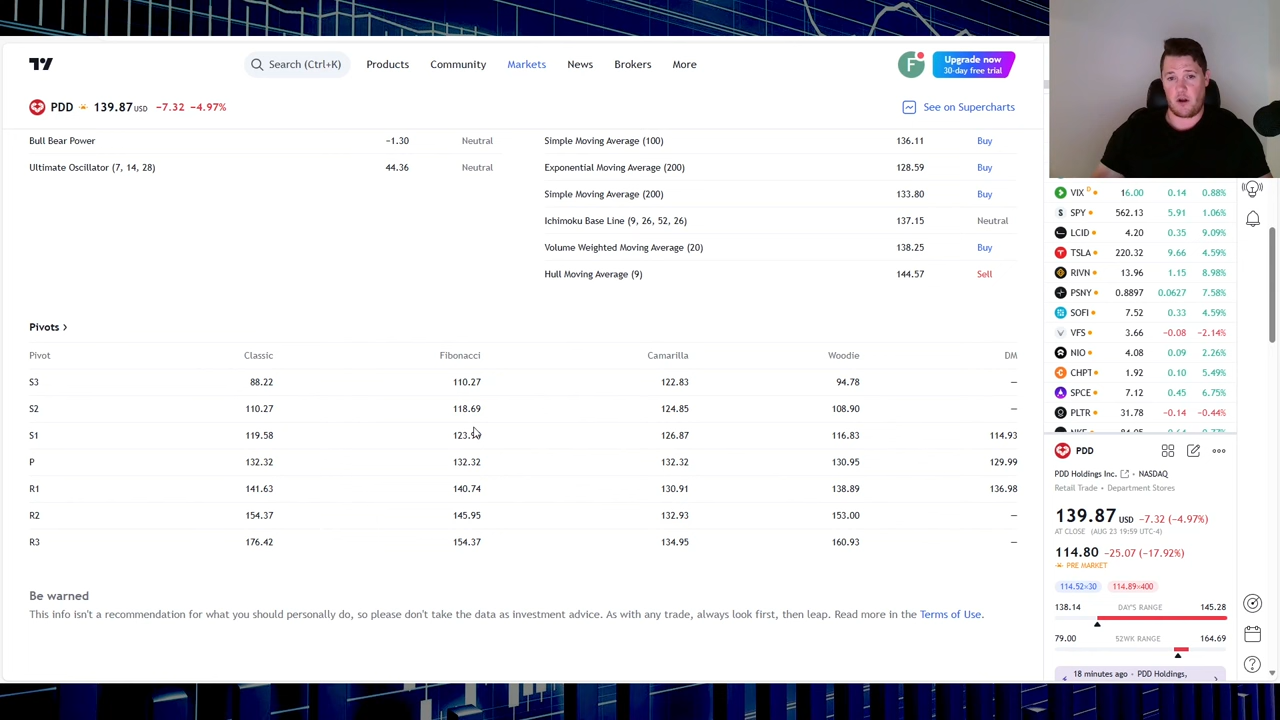 Search (Ctrl+K) Products Community Markets News Brokers More
Upgrade now
30-day free trial
PDD 139.87 USD −7.32 −4.97%
See on Supercharts
Bull Bear Power −1.30 Neutral Simple Moving Average (100) 136.11 Buy
Ultimate Oscillator (7, 14, 28) 44.36 Neutral Exponential Moving Average (200) 128.59 Buy
Simple Moving Average (200) 133.80 Buy
Ichimoku Base Line (9, 26, 52, 26) 137.15 Neutral
Volume Weighted Moving Average (20) 138.25 Buy
Hull Moving Average (9) 144.57 Sell
Pivots
Pivot Classic Fibonacci Camarilla Woodie DM
S3 88.22 110.27 122.83 94.78 —
S2 110.27 118.69 124.85 108.90 —
S1 119.58 126.87 116.83 114.93
P 132.32 132.32 132.32 130.95 129.99
R1 141.63 140.74 130.91 138.89 136.98
R2 154.37 145.95 132.93 153.00 —
R3 176.42 154.37 134.95 160.93 —
Be warned
This info isn't a recommendation for what you should personally do, so please don't take the data as investment advice. As with any trade, always look first, then leap. Read more in the Terms of Use.
VIX D 16.00 0.14 0.88%
SPY 562.13 5.91 1.06%
LCID 4.20 0.35 9.09%
TSLA 220.32 9.66 4.59%
RIVN 13.96 1.15 8.98%
PSNY 0.8897 0.0627 7.58%
SOFI 7.52 0.33 4.59%
VFS 3.66 −0.08 −2.14%
NIO 4.08 0.09 2.26%
CHPT 1.92 0.10 5.49%
SPCE 7.12 0.45 6.75%
PLTR 31.78 −0.14 −0.44%
PDD
PDD Holdings Inc. • NASDAQ
Retail Trade • Department Stores
139.87 USD −7.32 (−4.97%)
AT CLOSE (AUG 23 19:59 UTC-4)
114.80 −25.07 (−17.92%)
PRE MARKET
114.52×30 114.89×400
138.14 DAY'S RANGE 145.28
79.00 52WK RANGE 164.69
18 minutes ago • PDD Holdings,